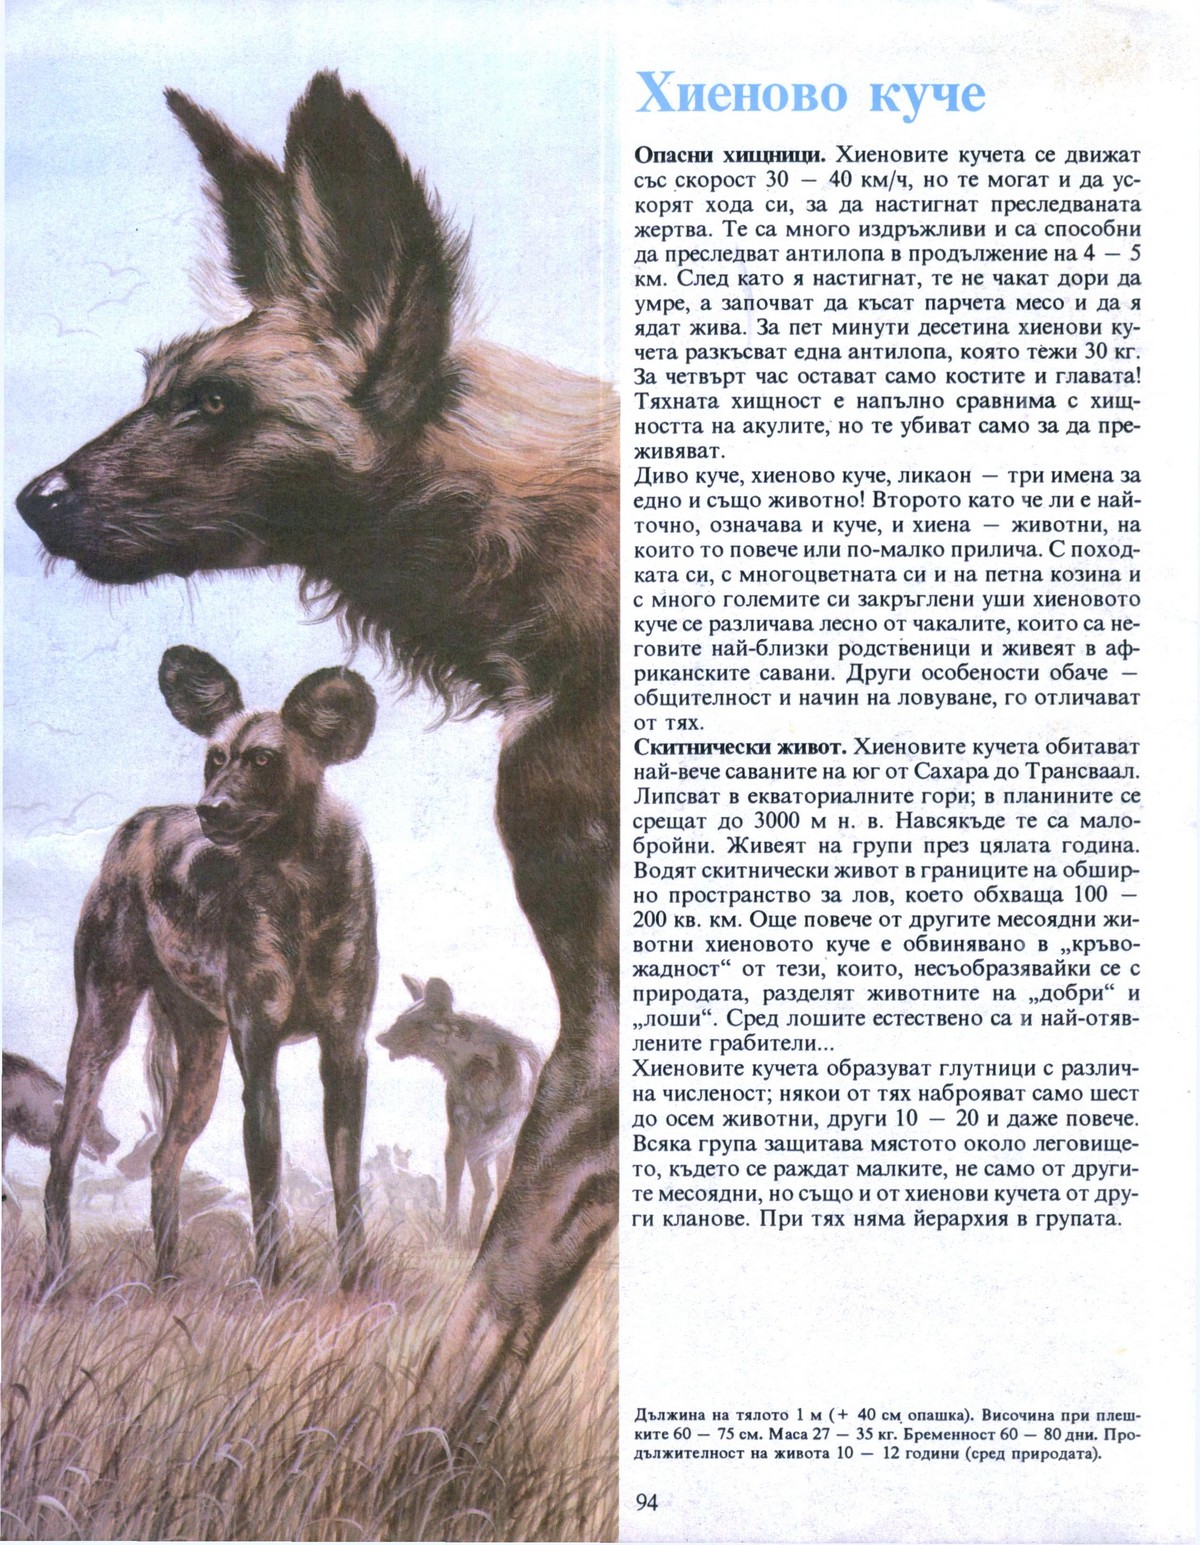 Хиеново куче
Опасни хищници. Хиеновите кучета се движат
със скорост 30 — 40 км/ч, но те могат и да ус-
корят хода си, за да настигнат преследваната
жертва. Те са много издръжливи и са способни
да преследват антилопа в продължение на 4 — 5
км. След като я настигнат, те не чакат дори да
умре, а започват да късат парчета месо и да я
ядат жива. За пет минути десетина хиенови ку-
чета разкъсват една антилопа, която тежи 30 кг.
За четвърт час остават само костите и главата!
Тяхната хищност е напълно сравнима с хищ-
ността на акулите, но те убиват само за да пре-
живяват.
Диво куче, хиеново куче, ликаон — три имена за
едно и също животно! Второто като че ли е най-
точно, означава и куче, и хиена — животни, на
които то повече или по-малко прилича. С поход-
ката си, с многоцветната си и на петна козина и
с много големите си закръглени уши хиеновото
куче се различава лесно от чакалите, които са не-
говите най-близки родственици и живеят в аф-
риканските савани. Други особености обаче —
общителност и начин на ловуване, го отличават
от тях.
Скитнически живот. Хиеновите кучета обитават
най-вече саваните на юг от Сахара до Трансваал.
Липсват в екваториалните гори; в планините се
срещат до 3000 м н. в. Навсякъде те са мало-
бройни. Живеят на групи през цялата година.
Водят скитнически живот в границите на обшир-
но пространство за лов, което обхваща 100 —
200 кв. км. Още повече от другите месоядни жи-
вотни хиеновото куче е обвинявано в „кръво-
жадност“ от тези, които, несъобразявайки се с
природата, разделят животните на „добри“ и
„лоши“. Сред лошите естествено са и най-отяв-
лените грабители...
Хиеновите кучета образуват глутници с различ-
на численост; някои от тях наброяват само шест
до осем животни, други 10 — 20 и даже повече.
Всяка група защитава мястото около леговище-
то, където се раждат малките, не само от други-
те месоядни, но също и от хиенови кучета от дру-
ги кланове. При тях няма йерархия в групата.
Дължина на тялото 1 м (+ 40 см опашка). Височина при плеш-
ките 60 — 75 см. Маса 27 — 35 кг. Бременност 60 — 80 дни. Про-
дължителност на живота 10 — 12 години (сред природата).
94